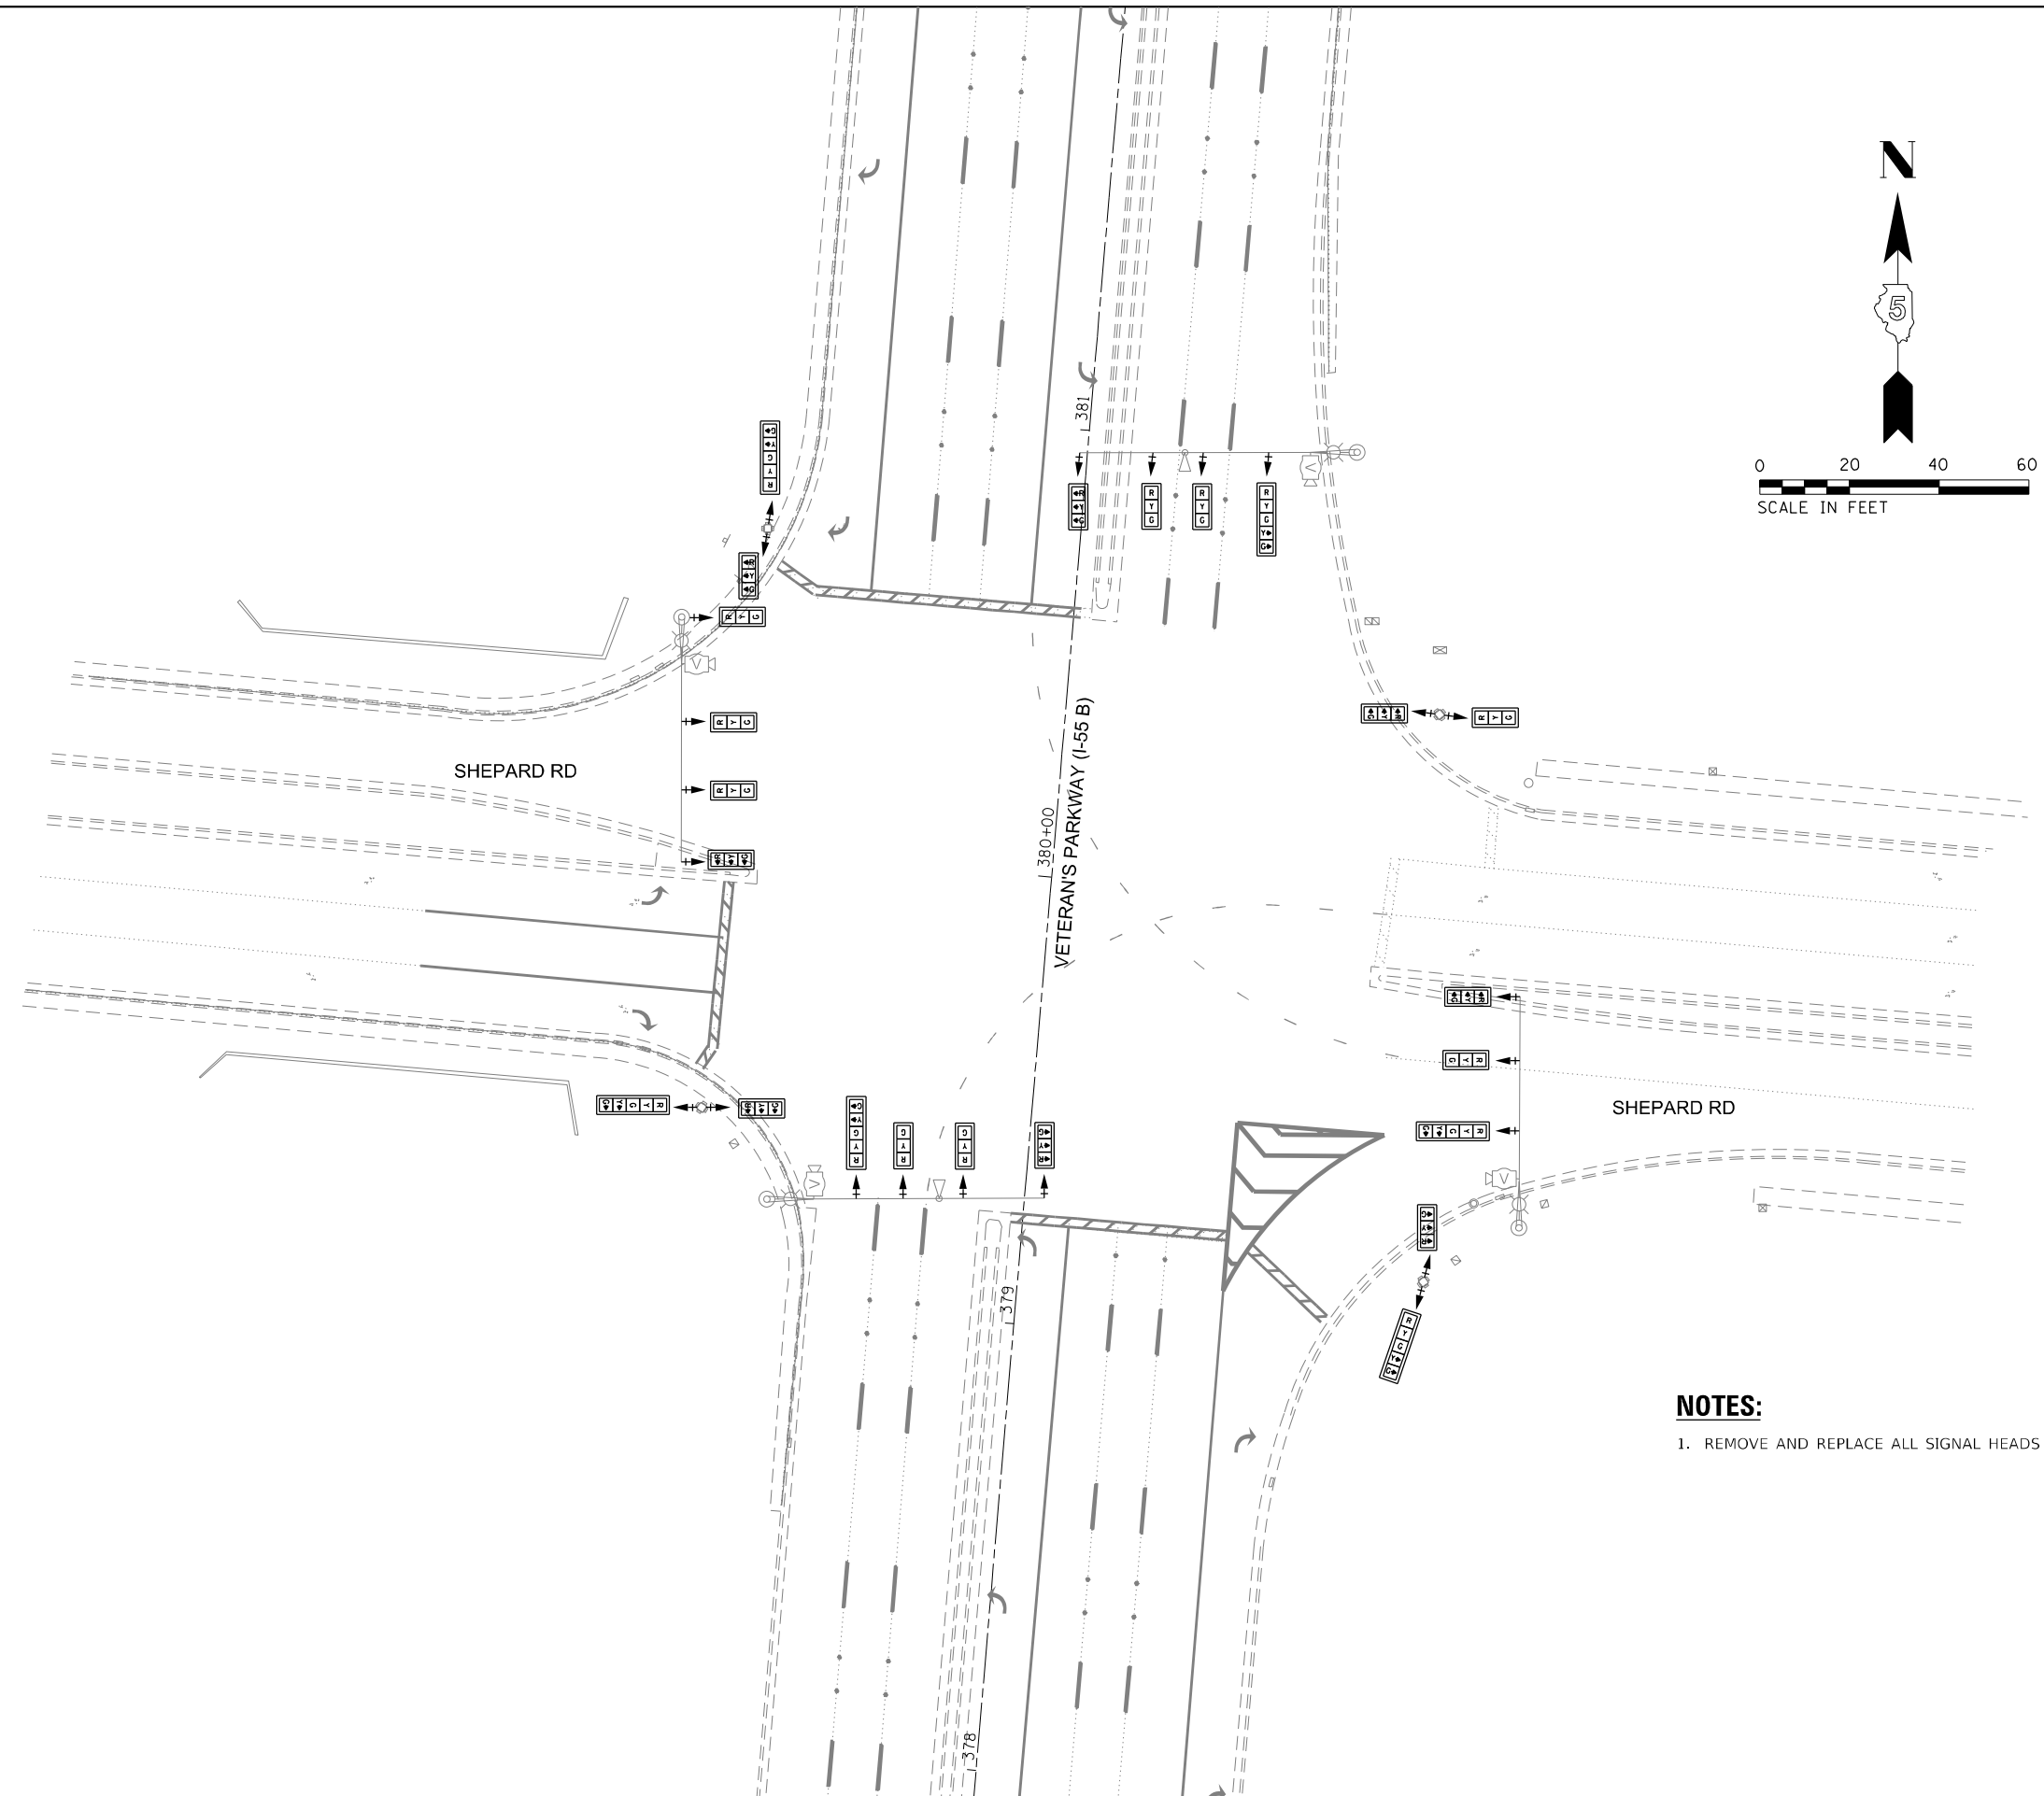 N
5
381
0 20 40 60
SCALE IN FEET
G Y G Y R
R Y G
R Y G
R Y G
R Y G Y G
R Y G
R Y G
R Y G
R Y G
SHEPARD RD
R Y G
R Y G
R Y G
R Y G
VETERAN'S PARKWAY (I-55 B)
380+00
V
V
V
V
G Y R
G Y R
G Y G Y R
SHEPARD RD
G Y G Y R
R Y G
G Y G Y R
G Y R
G Y R
G Y R
G Y R
R Y G Y G
379
NOTES:
1. REMOVE AND REPLACE ALL SIGNAL HEADS
378